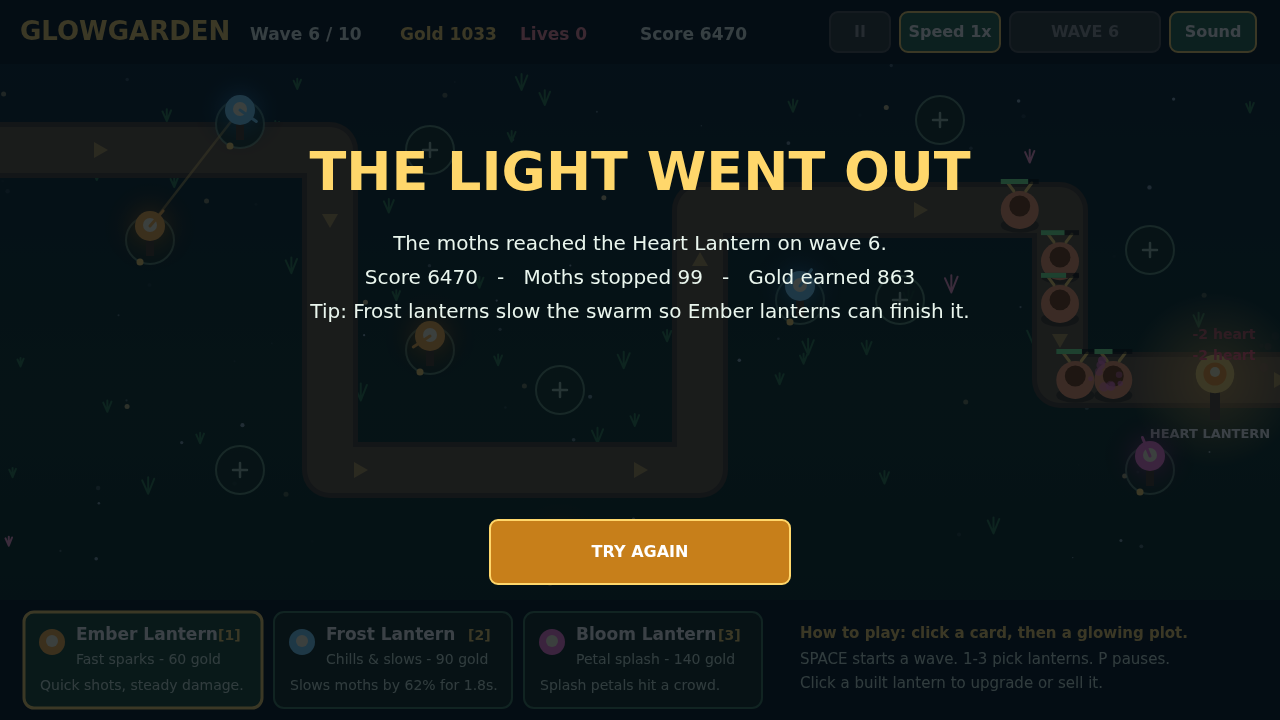 GLOWGARDEN
Wave 6 / 10
Gold 1033
Lives 0
Score 6470
II
Speed 1x
WAVE 6
Sound
THE LIGHT WENT OUT
The moths reached the Heart Lantern on wave 6.
Score 6470 - Moths stopped 99 - Gold earned 863
Tip: Frost lanterns slow the swarm so Ember lanterns can finish it.
-2 heart
HEART LANTERN
TRY AGAIN
Ember Lantern [1]
Fast sparks - 60 gold
Quick shots, steady damage.
Frost Lantern [2]
Chills & slows - 90 gold
Slows moths by 62% for 1.8s.
Bloom Lantern [3]
Petal splash - 140 gold
Splash petals hit a crowd.
How to play: click a card, then a glowing plot.
SPACE starts a wave. 1-3 pick lanterns. P pauses.
Click a built lantern to upgrade or sell it.